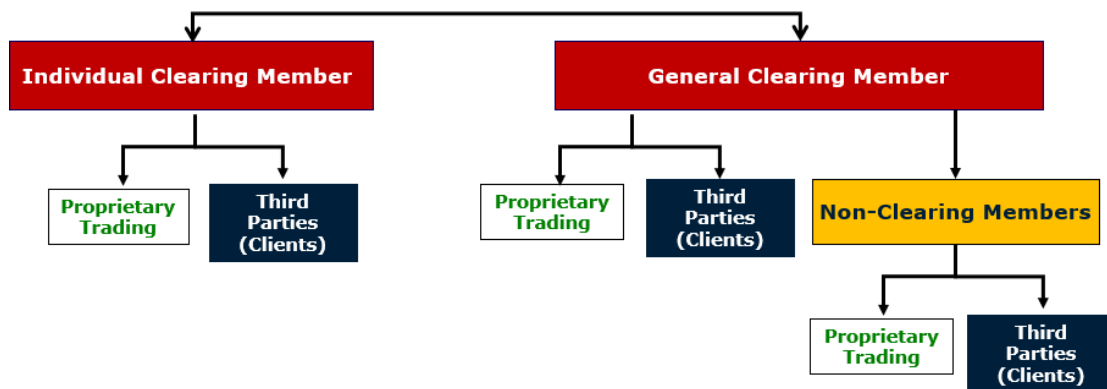 Individual Clearing Member
General Clearing Member
Proprietary
Trading
Third
Parties
(Clients)
Proprietary
Trading
Third
Parties
(Clients)
Non-Clearing Members
Proprietary
Trading
Third
Parties
(Clients)